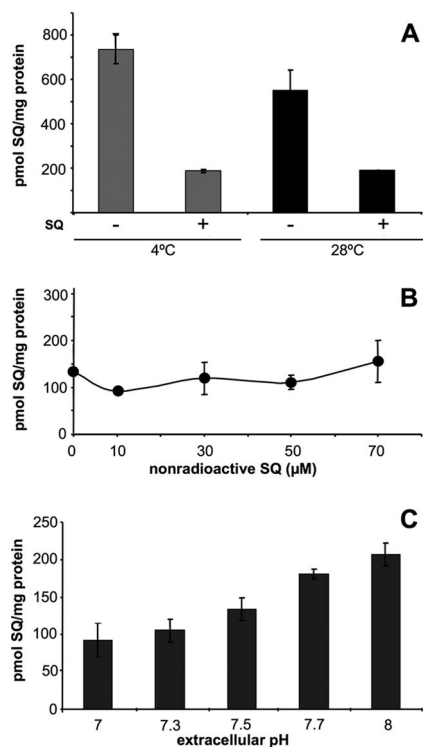 A
pmol SQ/mg protein
800
600
400
200
0
SQ - + - +
4ºC 28ºC
B
pmol SQ/mg protein
300
200
100
0
0 10 30 50 70
nonradioactive SQ (µM)
C
pmol SQ/mg protein
250
200
150
100
50
0
7 7.3 7.5 7.7 8
extracellular pH